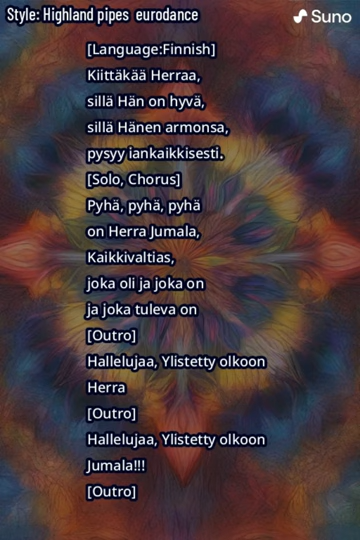 Style: Highland pipes eurodance
Suno
[Language:Finnish]
Kiittäkää Herraa,
sillä Hän on hyvä,
sillä Hänen armonsa,
pysyy iankaikkisesti.
[Solo, Chorus]
Pyhä, pyhä, pyhä
on Herra Jumala,
Kaikkivaltias,
joka oli ja joka on
ja joka tuleva on
[Outro]
Hallelujaa, Ylistetty olkoon
Herra
[Outro]
Hallelujaa, Ylistetty olkoon
Jumala!!!
[Outro]